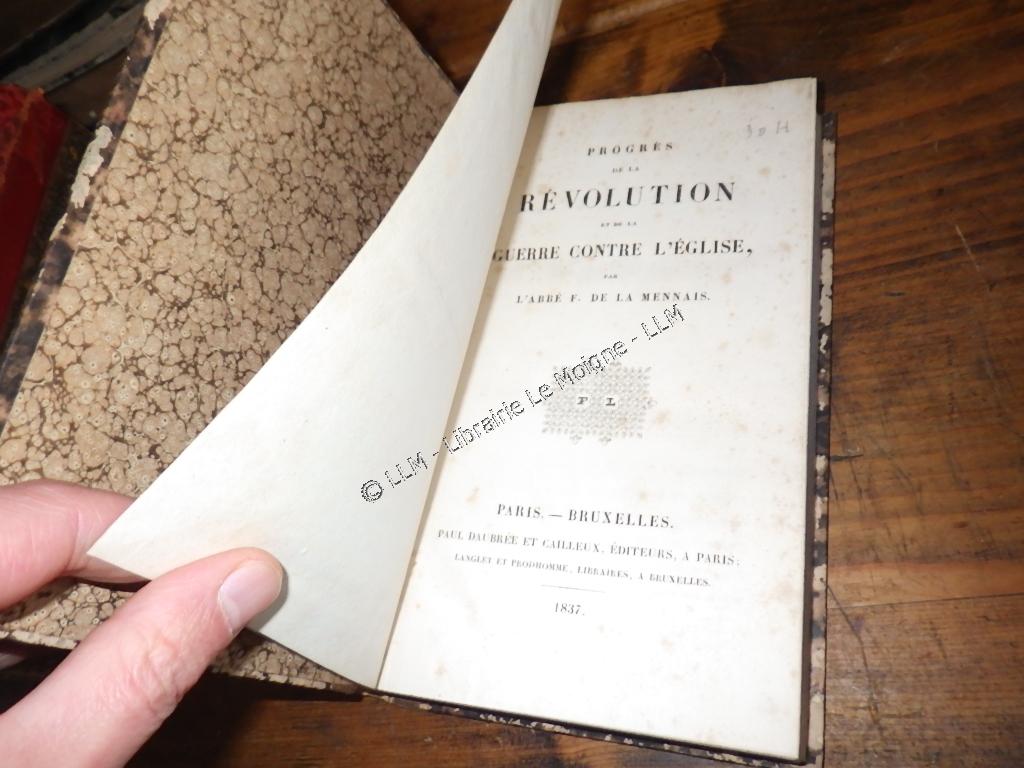 PROGRÈS
DE LA
RÉVOLUTION
ET DE LA
GUERRE CONTRE L'ÉGLISE,
PAR
L'ABBÉ F. DE LA MENNAIS.
P L
PARIS. — BRUXELLES.
PAUL DAUBRÉE ET CAILLEUX, ÉDITEURS, A PARIS;
LANGLET ET PRODHOMME, LIBRAIRES, A BRUXELLES.
1837.
© LLM - Librairie Le Moigne - LLM